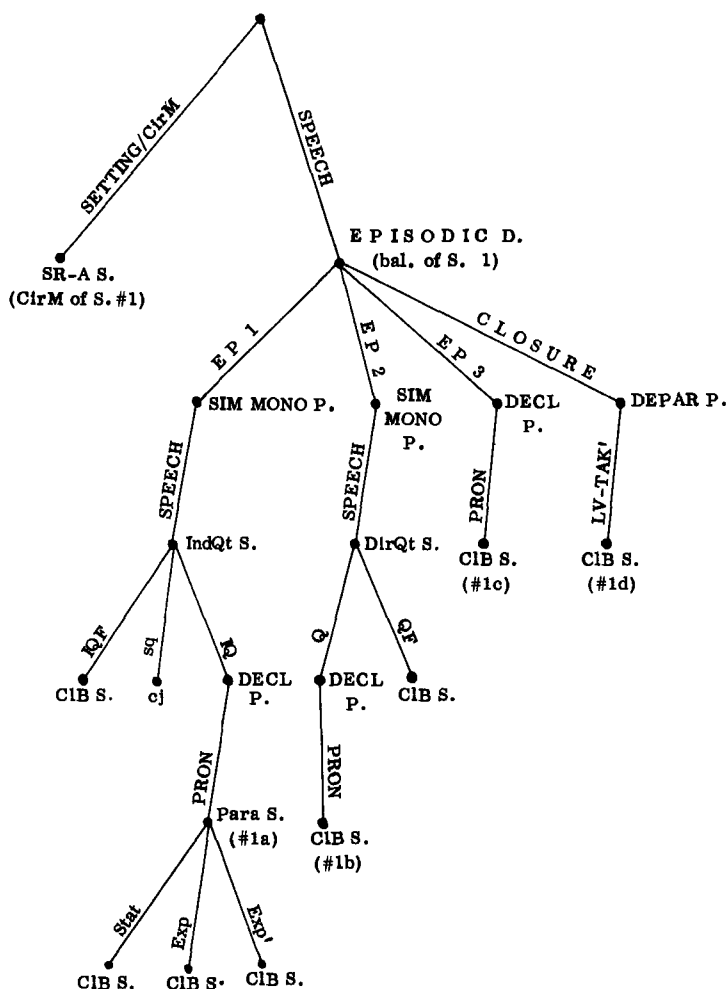 SETTING/CirM
SPEECH
EPISODIC D.
(bal. of S. 1)
SR-A S.
(CirM of S. #1)
EP 1
EP 2
EP 3
CLOSURE
SIM MONO P.
SIM
MONO
P.
DECL
P.
DEPAR P.
SPEECH
SPEECH
PRON
LV-TAK'
IndQt S.
DirQt S.
ClB S.
(#1c)
ClB S.
(#1d)
IQF
sq
IQ
Q
QF
ClB S.
cj
DECL
P.
DECL
P.
ClB S.
PRON
PRON
Para S.
(#1a)
ClB S.
(#1b)
Stat
Exp
Exp'
ClB S.
ClB S.
ClB S.